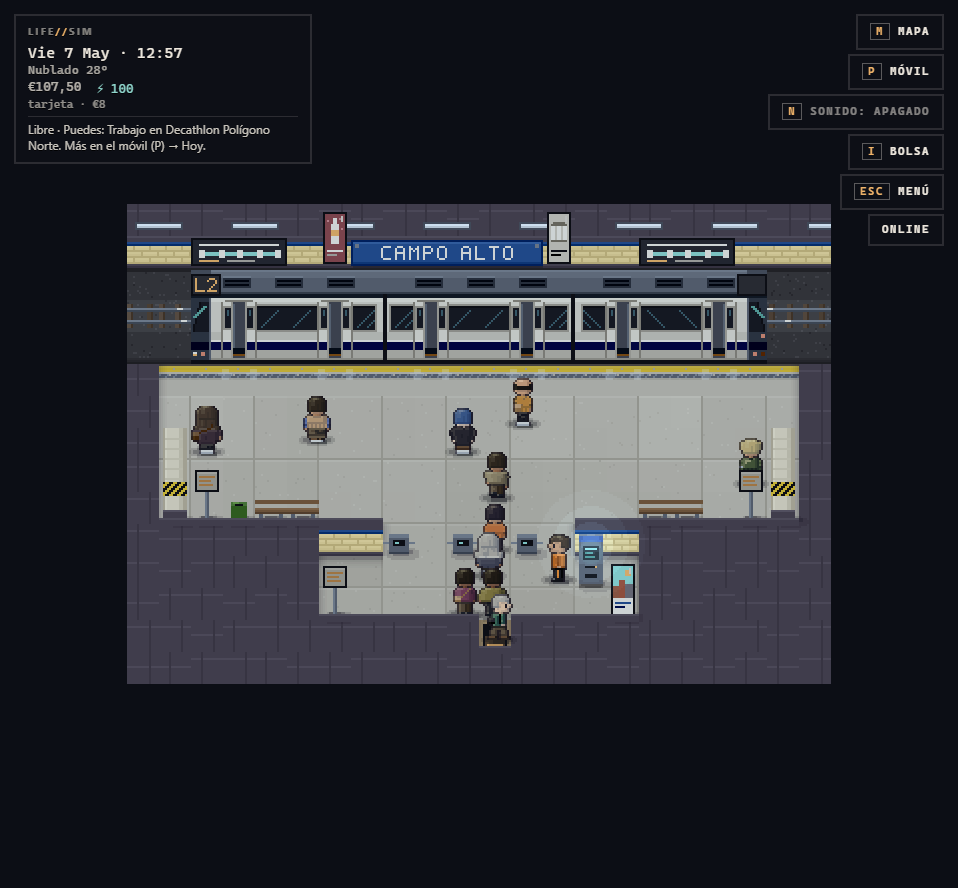 LIFE//SIM
Vie 7 May · 12:57
Nublado 28º
€107,50 ⚡ 100
tarjeta · €8
Libre · Puedes: Trabajo en Decathlon Polígono
Norte. Más en el móvil (P) → Hoy.
M MAPA
P MÓVIL
N SONIDO: APAGADO
I BOLSA
ESC MENÚ
ONLINE
CAMPO ALTO
L2